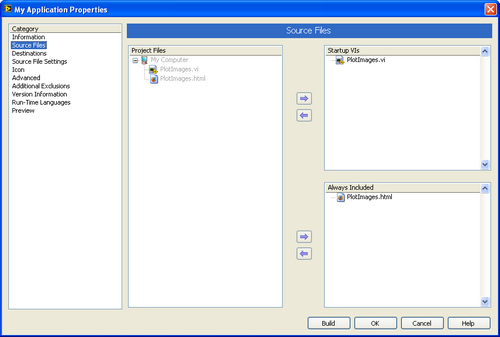 My Application Properties
Category
Information
Source Files
Destinations
Source File Settings
Icon
Advanced
Additional Exclusions
Version Information
Run-Time Languages
Preview
Source Files
Project Files
My Computer
PlotImages.vi
PlotImages.html
Startup VIs
PlotImages.vi
Always Included
PlotImages.html
Build
OK
Cancel
Help